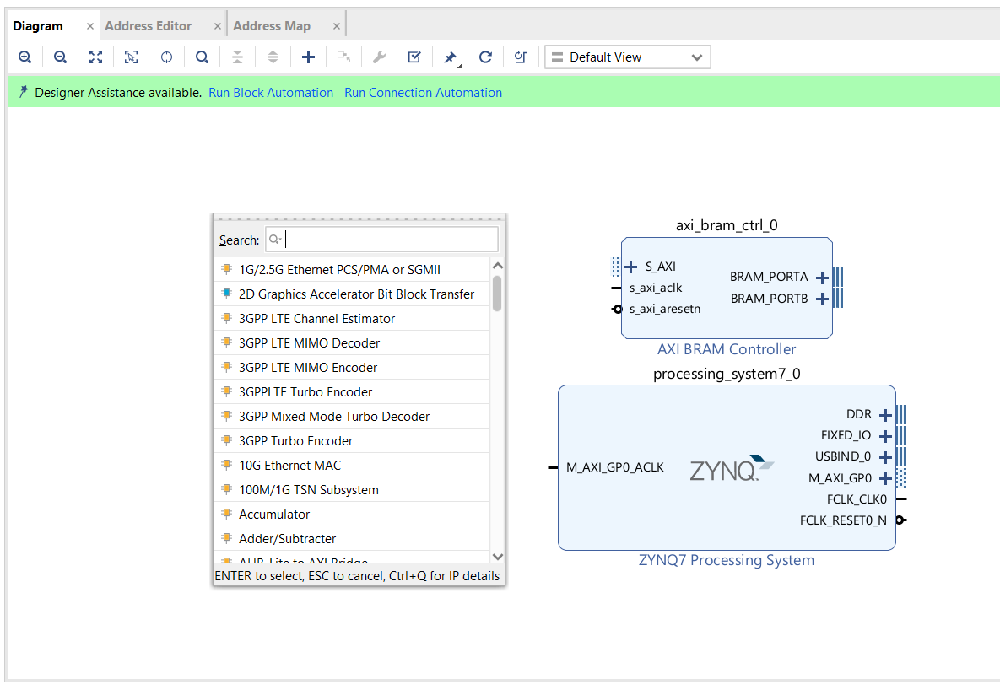 Diagram
Address Editor
Address Map
Default View
Designer Assistance available. Run Block Automation Run Connection Automation
Search:
1G/2.5G Ethernet PCS/PMA or SGMII
2D Graphics Accelerator Bit Block Transfer
3GPP LTE Channel Estimator
3GPP LTE MIMO Decoder
3GPP LTE MIMO Encoder
3GPPLTE Turbo Encoder
3GPP Mixed Mode Turbo Decoder
3GPP Turbo Encoder
10G Ethernet MAC
100M/1G TSN Subsystem
Accumulator
Adder/Subtracter
AHB-Lite to AXI Bridge
ENTER to select, ESC to cancel, Ctrl+Q for IP details
axi_bram_ctrl_0
S_AXI
s_axi_aclk
s_axi_aresetn
BRAM_PORTA
BRAM_PORTB
AXI BRAM Controller
processing_system7_0
M_AXI_GP0_ACLK
ZYNQ
DDR
FIXED_IO
USBIND_0
M_AXI_GP0
FCLK_CLK0
FCLK_RESET0_N
ZYNQ7 Processing System